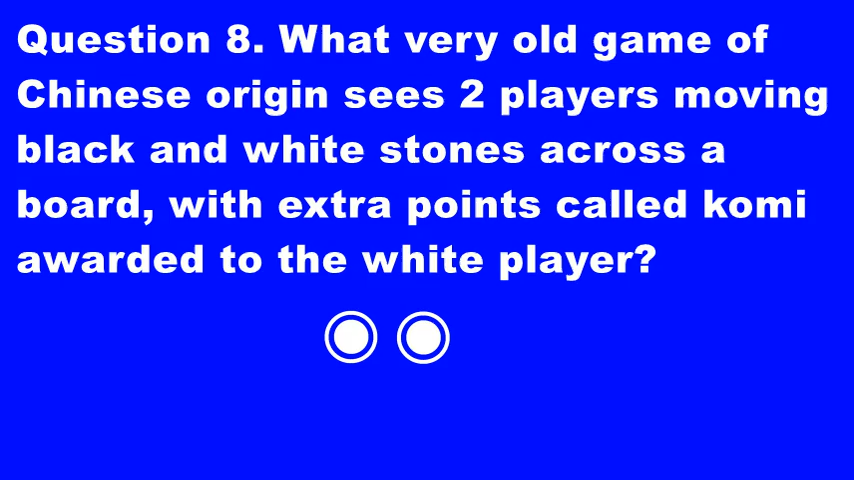 Question 8. What very old game of
Chinese origin sees 2 players moving
black and white stones across a
board, with extra points called komi
awarded to the white player?